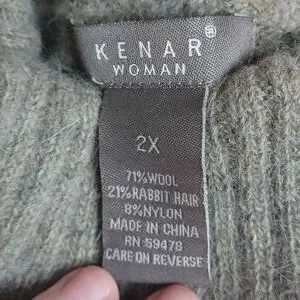 KENAR®
WOMAN
2X
71%WOOL
21%RABBIT HAIR
8%NYLON
MADE IN CHINA
RN 59478
CARE ON REVERSE